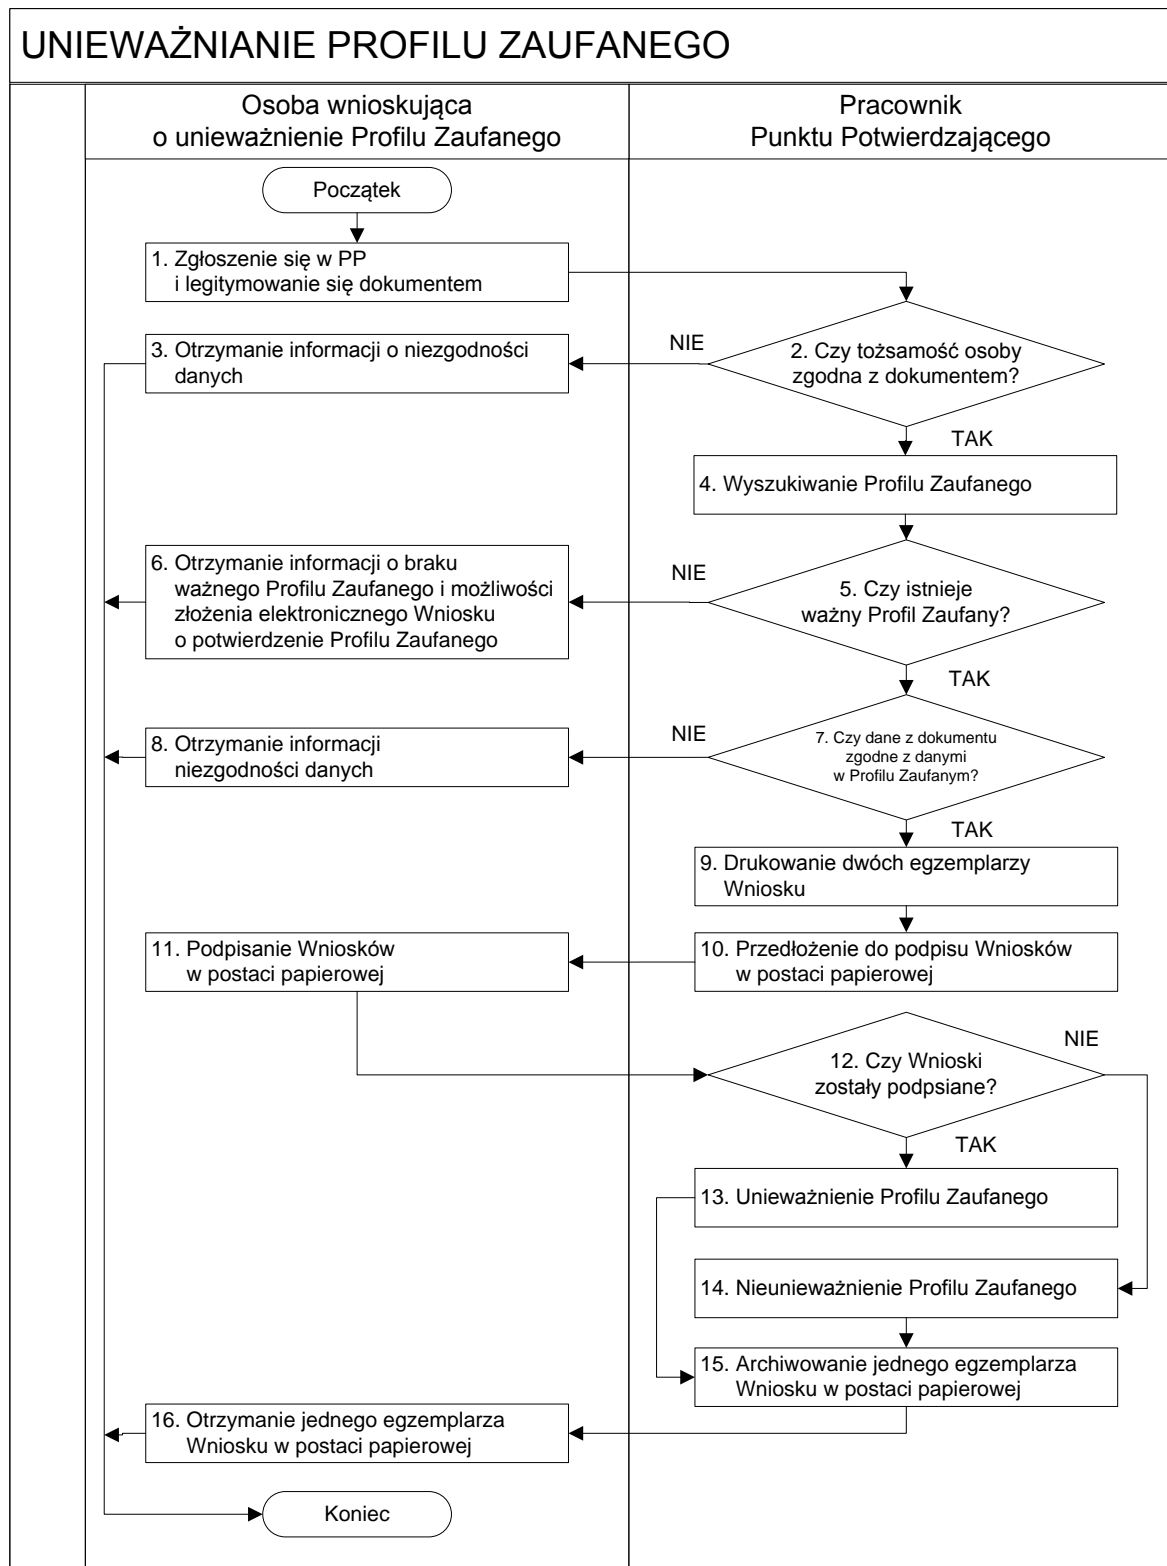 UNIEWAŻNIANIE PROFILU ZAUFANEGO
Osoba wnioskująca
o unieważnienie Profilu Zaufanego
Pracownik
Punktu Potwierdzającego
Początek
1. Zgłoszenie się w PP
i legitymowanie się dokumentem
2. Czy tożsamość osoby
zgodna z dokumentem?
NIE
3. Otrzymanie informacji o niezgodności
danych
TAK
4. Wyszukiwanie Profilu Zaufanego
5. Czy istnieje
ważny Profil Zaufany?
NIE
6. Otrzymanie informacji o braku
ważnego Profilu Zaufanego i możliwości
złożenia elektronicznego Wniosku
o potwierdzenie Profilu Zaufanego
TAK
7. Czy dane z dokumentu
zgodne z danymi
w Profilu Zaufanym?
NIE
8. Otrzymanie informacji
niezgodności danych
TAK
9. Drukowanie dwóch egzemplarzy
Wniosku
10. Przedłożenie do podpisu Wniosków
w postaci papierowej
11. Podpisanie Wniosków
w postaci papierowej
12. Czy Wnioski
zostały podpsiane?
NIE
TAK
13. Unieważnienie Profilu Zaufanego
14. Nieunieważnienie Profilu Zaufanego
15. Archiwowanie jednego egzemplarza
Wniosku w postaci papierowej
16. Otrzymanie jednego egzemplarza
Wniosku w postaci papierowej
Koniec